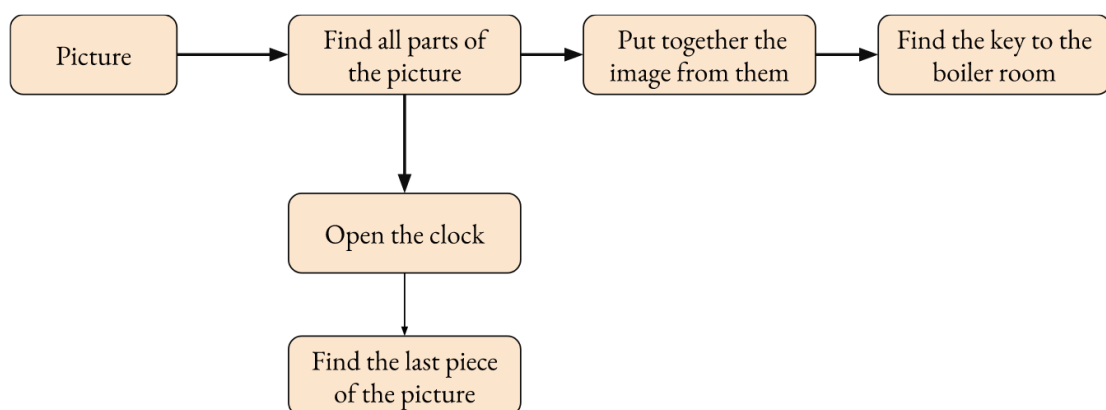 Picture
Find all parts of
the picture
Put together the
image from them
Find the key to the
boiler room
Open the clock
Find the last piece
of the picture